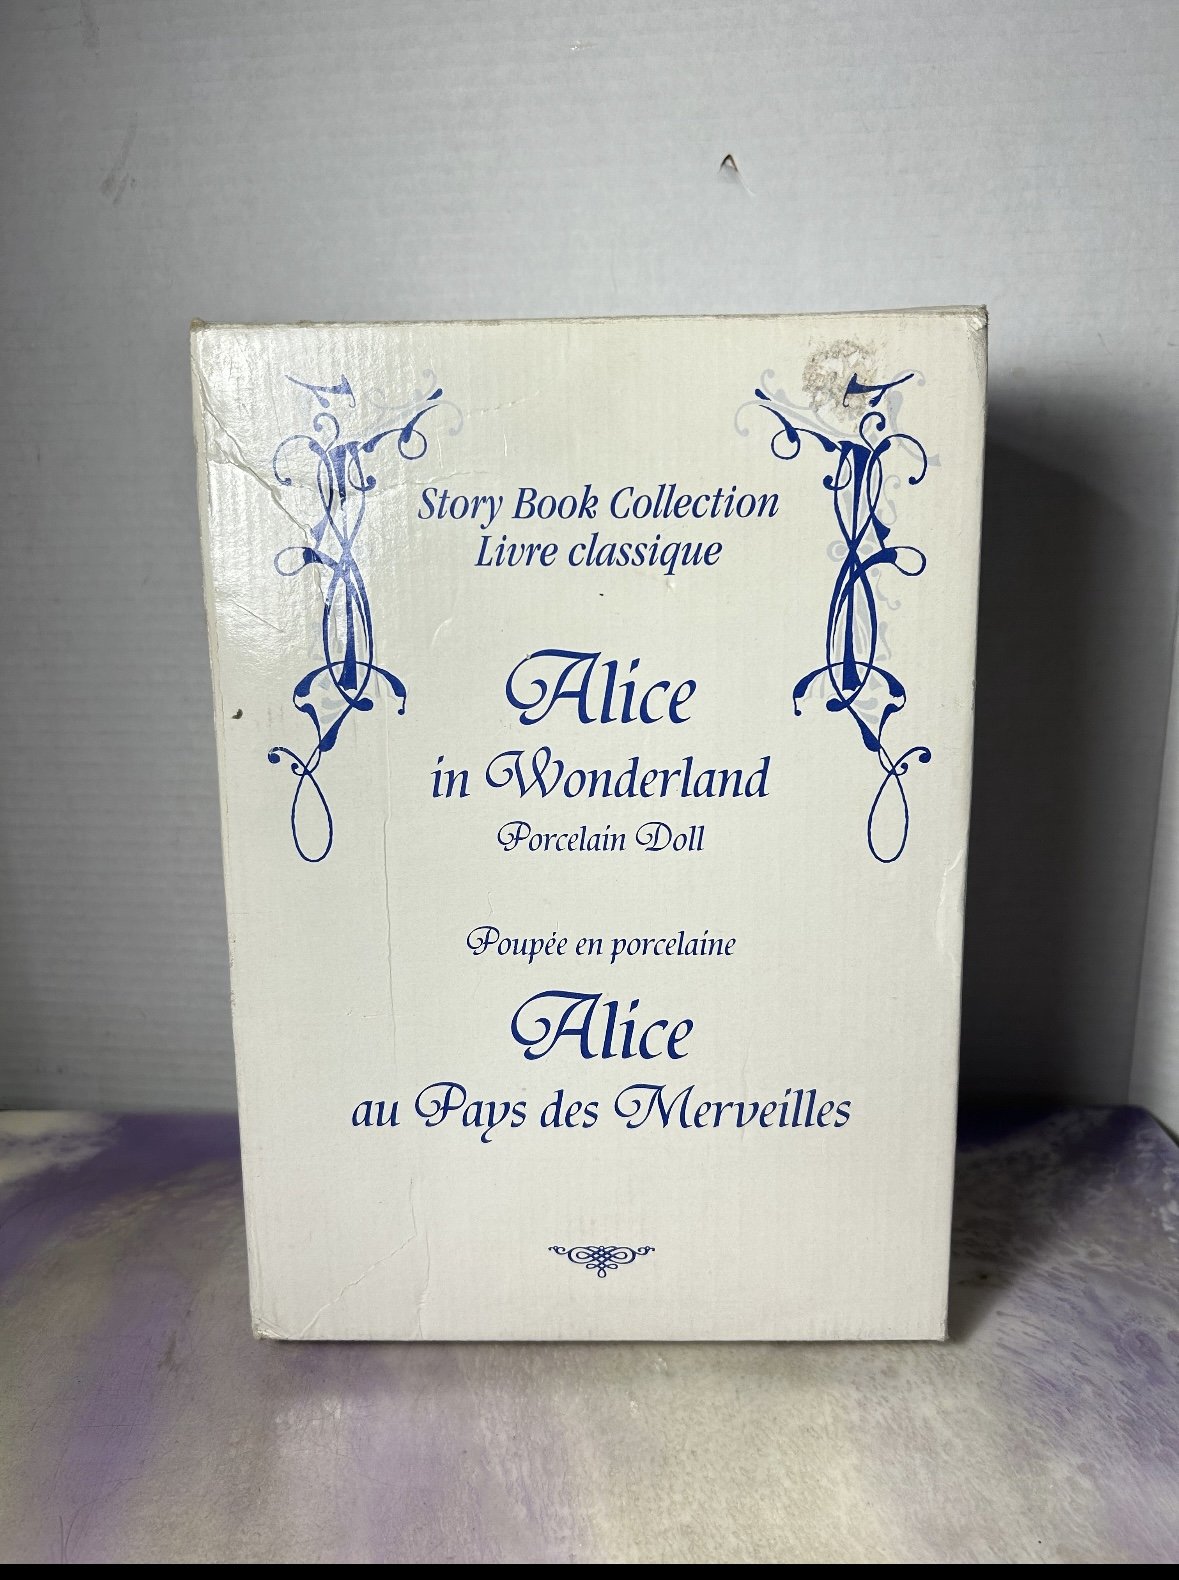 Story Book Collection
Livre classique
Alice
in Wonderland
Porcelain Doll
Poupée en porcelaine
Alice
au Pays des Merveilles